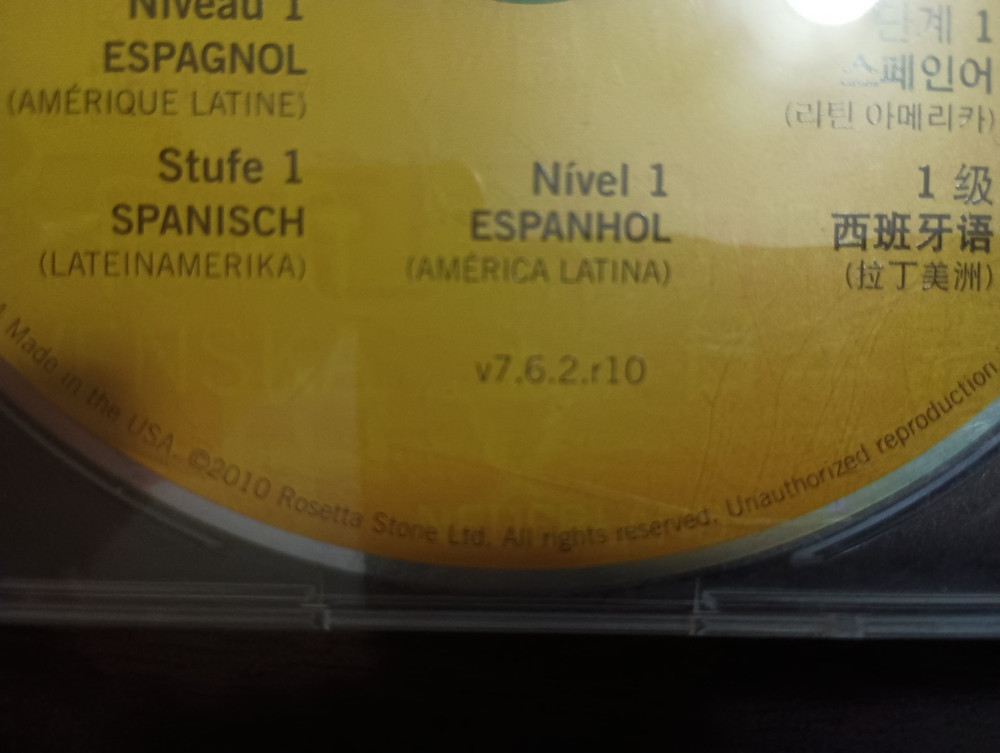 Niveau 1
ESPAGNOL
(AMÉRIQUE LATINE)
Stufe 1
SPANISCH
(LATEINAMERIKA)
Nível 1
ESPANHOL
(AMÉRICA LATINA)
단계 1
스페인어
(라틴 아메리카)
1 级
西班牙语
(拉丁美洲)
v7.6.2.r10
Made in the USA. ©2010 Rosetta Stone Ltd. All rights reserved. Unauthorized reproduction